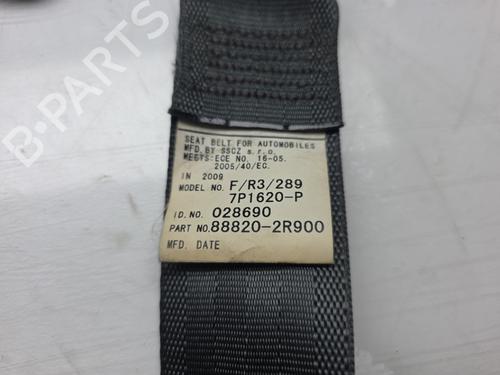 SEAT BELT FOR AUTOMOBILES
MFD.BY SSCZ s.r.o.
MEETS:ECE NO. 16-05.
2005/40/EC.
IN 2009
MODEL NO. F/R3/289
7P1620-P
ID.NO. 028690
PART NO. 88820-2R900
MFD. DATE
B-PARTS